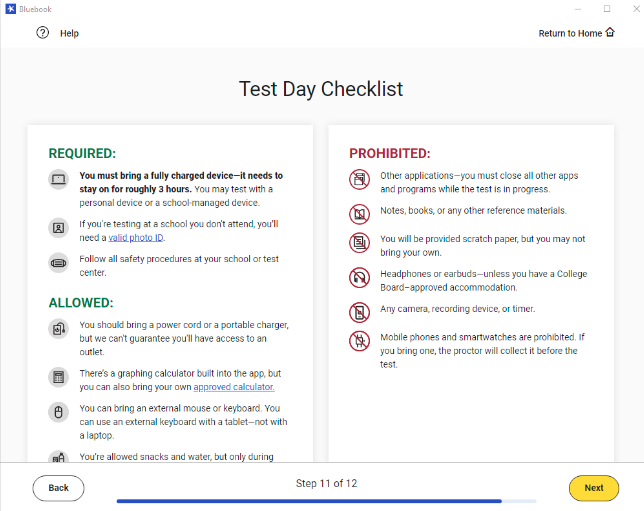 Bluebook
Help
Return to Home
Test Day Checklist
REQUIRED:
You must bring a fully charged device—it needs to
stay on for roughly 3 hours. You may test with a
personal device or a school-managed device.
If you're testing at a school you don't attend, you'll
need a valid photo ID.
Follow all safety procedures at your school or test
center.
ALLOWED:
You should bring a power cord or a portable charger,
but we can't guarantee you'll have access to an
outlet.
There's a graphing calculator built into the app, but
you can also bring your own approved calculator.
You can bring an external mouse or keyboard. You
can use an external keyboard with a tablet—not with
a laptop.
You're allowed snacks and water, but only during
PROHIBITED:
Other applications—you must close all other apps
and programs while the test is in progress.
Notes, books, or any other reference materials.
You will be provided scratch paper, but you may not
bring your own.
Headphones or earbuds—unless you have a College
Board–approved accommodation.
Any camera, recording device, or timer.
Mobile phones and smartwatches are prohibited. If
you bring one, the proctor will collect it before the
test.
Back
Step 11 of 12
Next